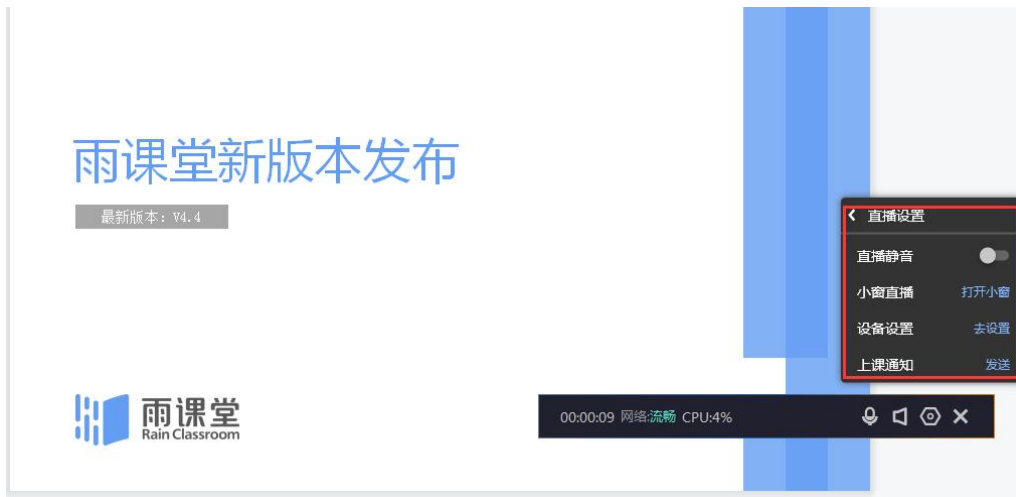 雨课堂新版本发布
最新版本：V4.4
直播设置
直播静音
小窗直播 打开小窗
设备设置 去设置
上课通知 发送
雨课堂
Rain Classroom
00:00:09 网络:流畅 CPU:4%